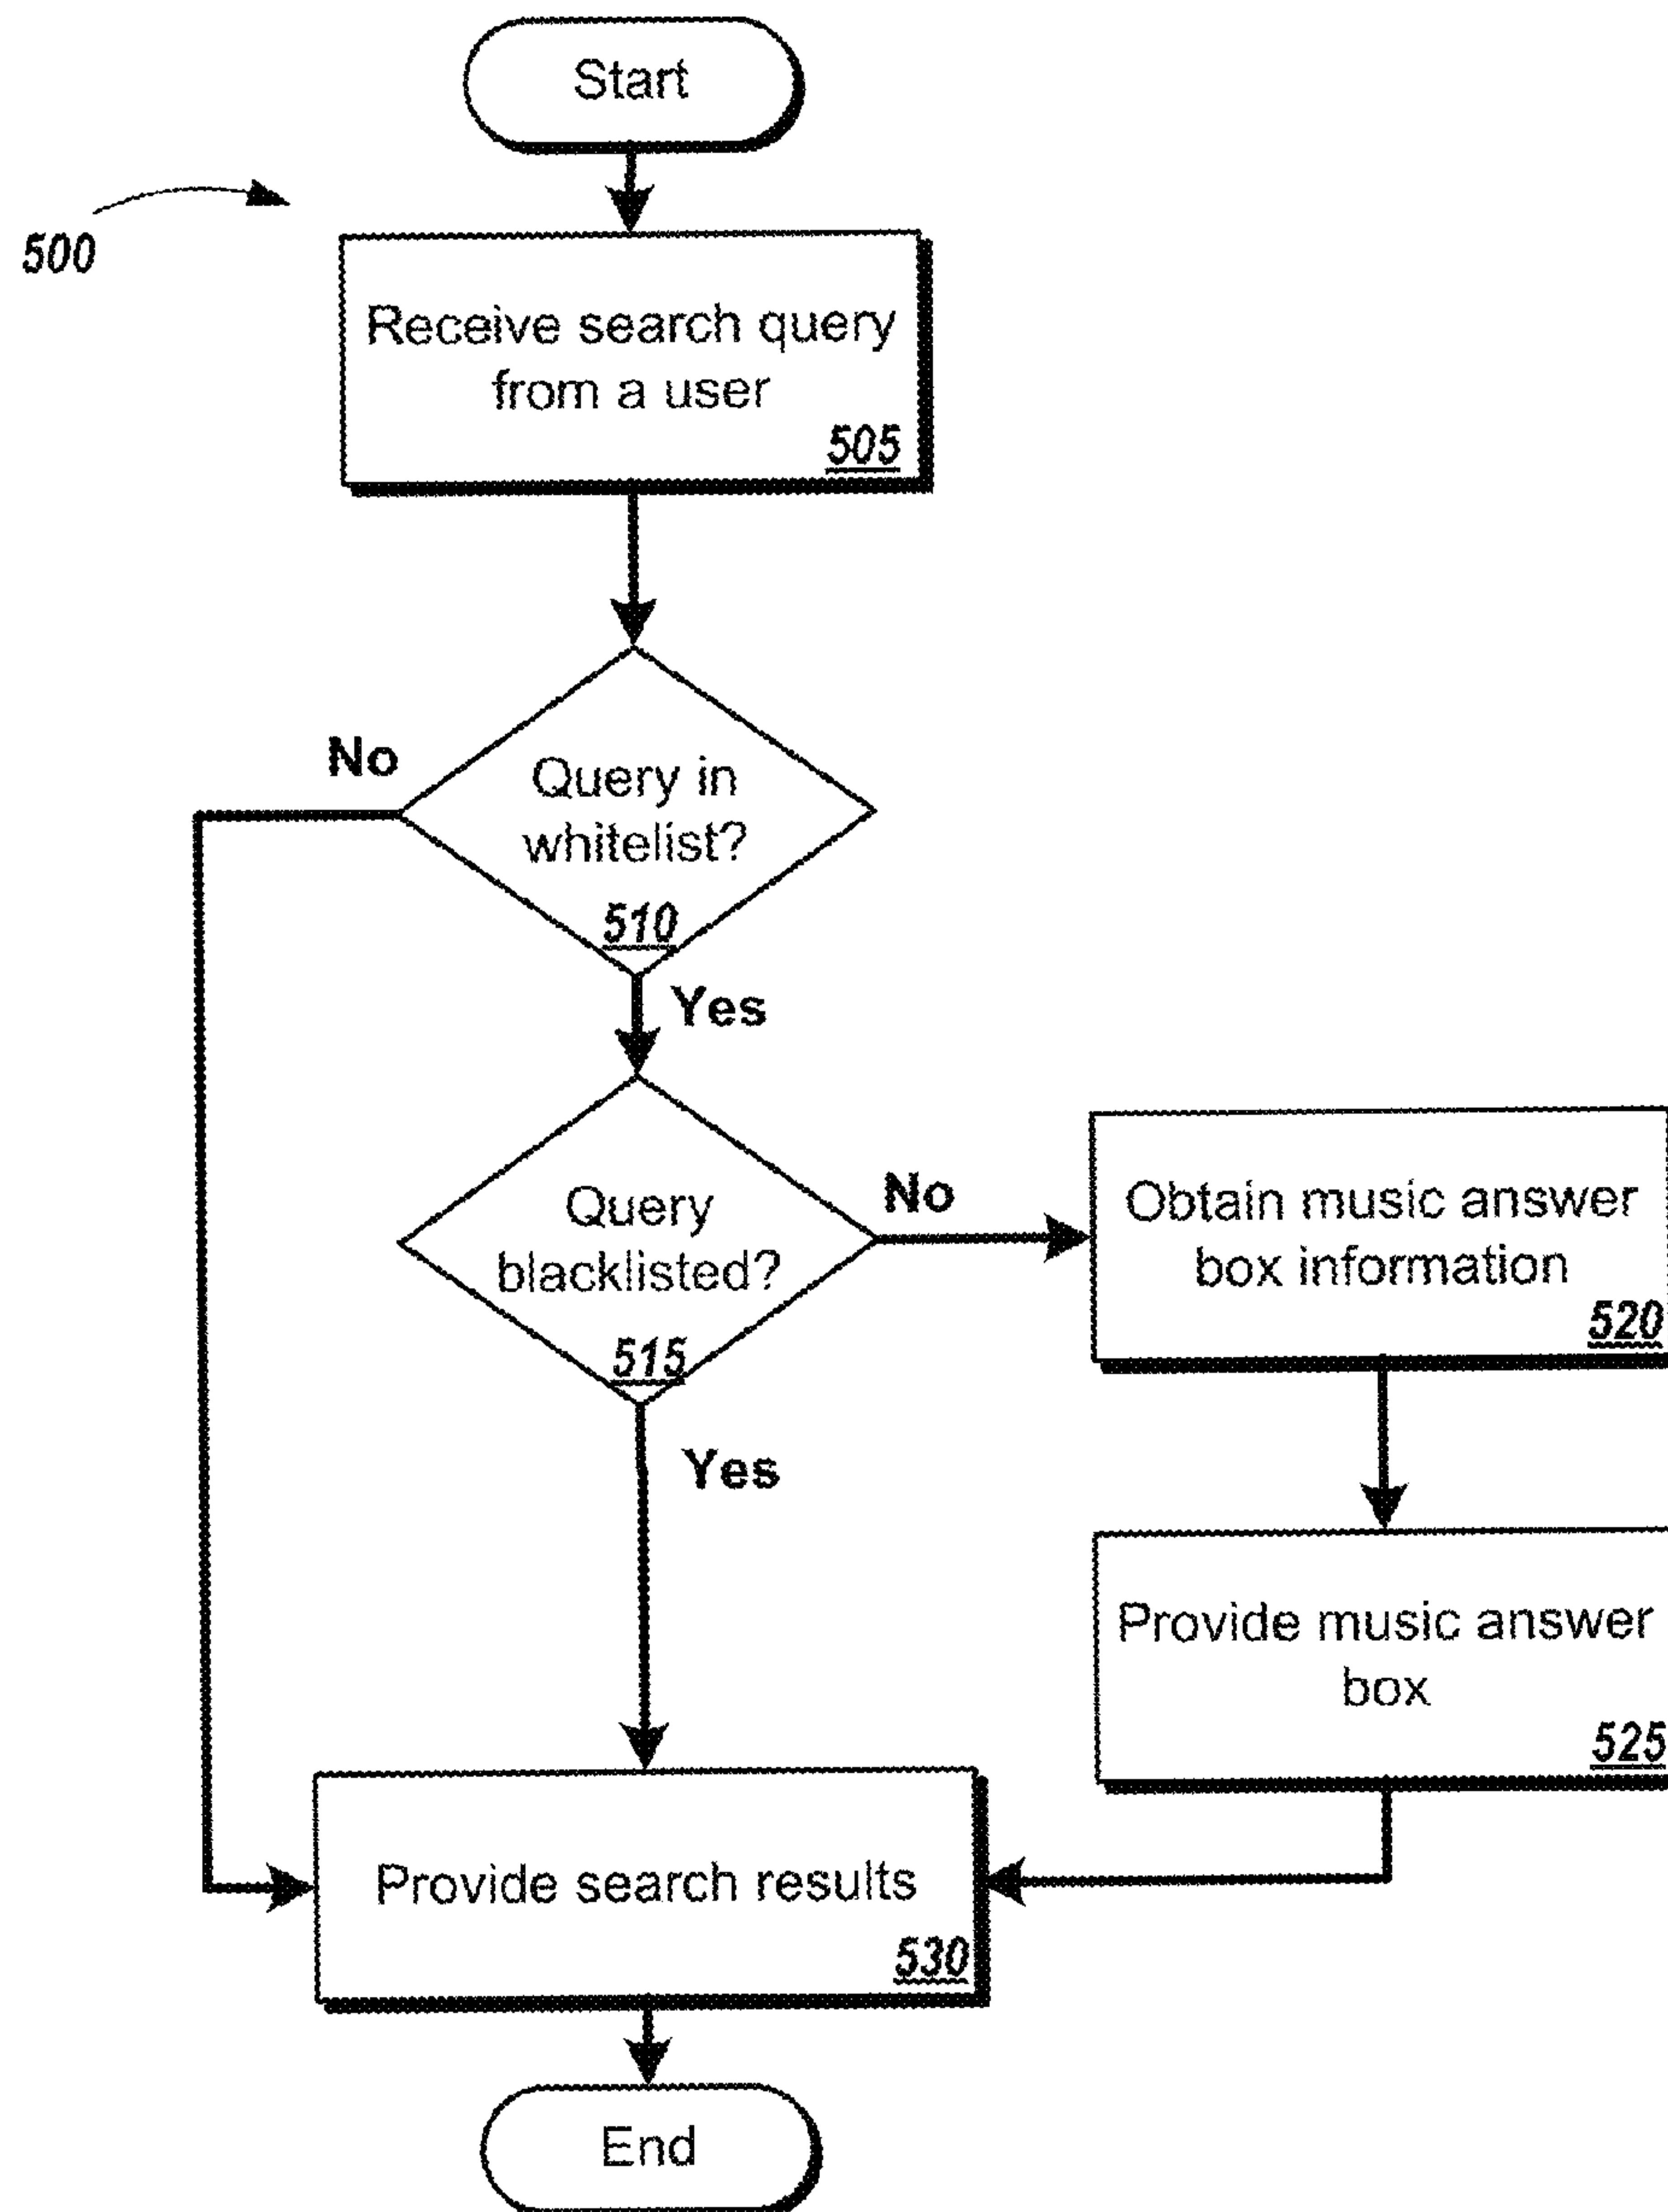 Start
500
Receive search query
from a user
505
No
Query in
whitelist?
510
Yes
Query
blacklisted?
515
No
Obtain music answer
box information
520
Yes
Provide music answer
box
525
Provide search results
530
End